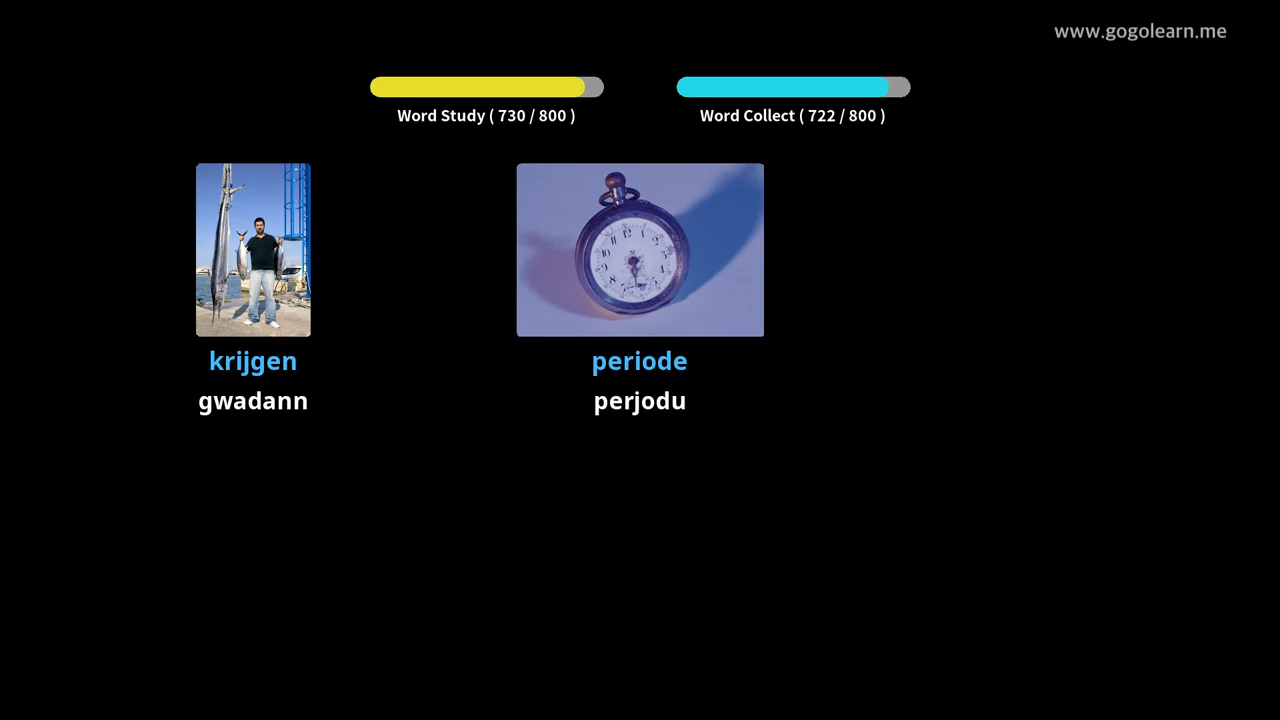 www.gogolearn.me
Word Study ( 730 / 800 )
Word Collect ( 722 / 800 )
krijgen
periode
gwadann
perjodu